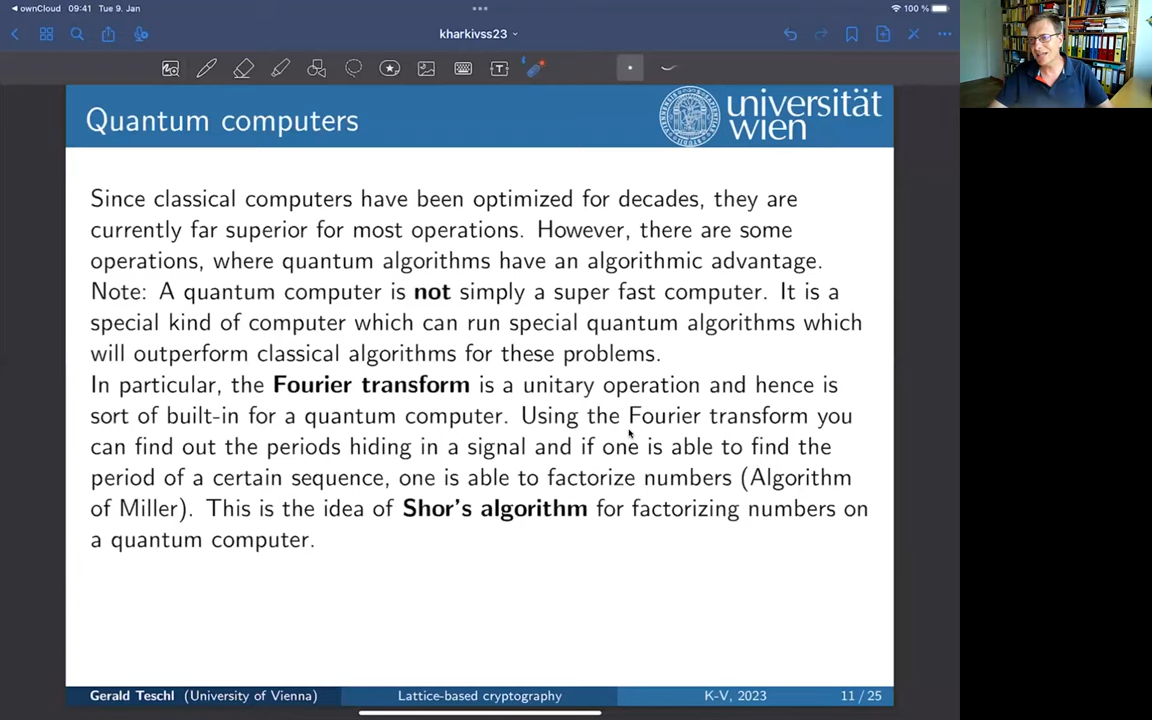 ownCloud 09:41 Tue 9. Jan
100 %
kharkivss23
Quantum computers
universität
wien
Since classical computers have been optimized for decades, they are
currently far superior for most operations. However, there are some
operations, where quantum algorithms have an algorithmic advantage.
Note: A quantum computer is not simply a super fast computer. It is a
special kind of computer which can run special quantum algorithms which
will outperform classical algorithms for these problems.
In particular, the Fourier transform is a unitary operation and hence is
sort of built-in for a quantum computer. Using the Fourier transform you
can find out the periods hiding in a signal and if one is able to find the
period of a certain sequence, one is able to factorize numbers (Algorithm
of Miller). This is the idea of Shor's algorithm for factorizing numbers on
a quantum computer.
Gerald Teschl (University of Vienna) Lattice-based cryptography K-V, 2023 11 / 25